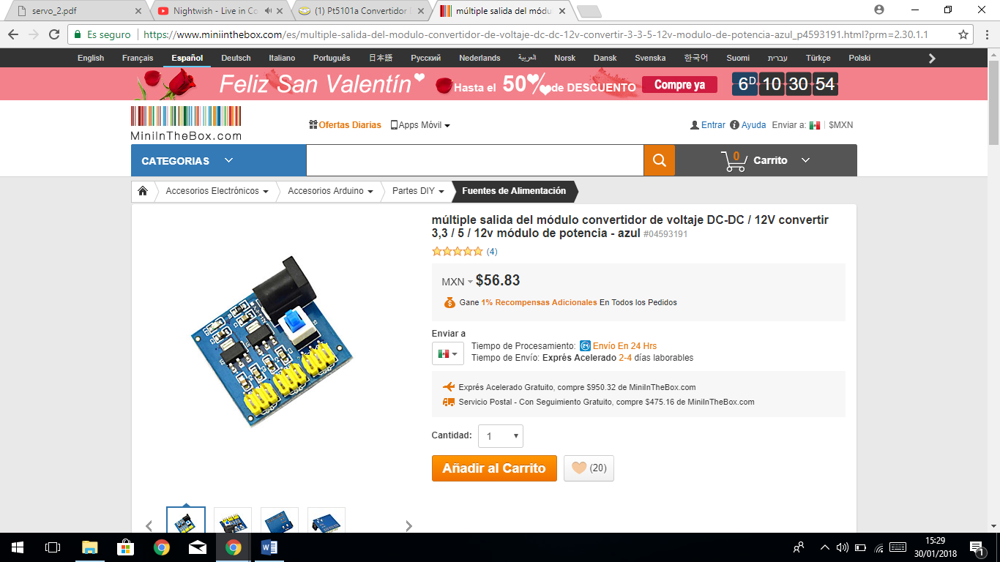 servo_2.pdf
Nightwish - Live in Co
(1) Pt5101a Convertidor
múltiple salida del módu
Es seguro
https://www.miniinthebox.com/es/multiple-salida-del-modulo-convertidor-de-voltaje-dc-dc-12v-convertir-3-3-5-12v-modulo-de-potencia-azul_p4593191.html?prm=2.30.1.1
English Français Español Deutsch Italiano Português 日本語 Русский Nederlands العربية Norsk Dansk Svenska 한국어 Suomi עברית Türkçe Polski
Feliz San Valentín Hasta el 50% de DESCUENTO Compre ya 6D 10 30 54
MiniInTheBox.com
Ofertas Diarias Apps Móvil
Entrar Ayuda Enviar a: $MXN
CATEGORIAS
0 Carrito
Accesorios Electrónicos Accesorios Arduino Partes DIY Fuentes de Alimentación
múltiple salida del módulo convertidor de voltaje DC-DC / 12V convertir
3,3 / 5 / 12v módulo de potencia - azul #04593191
(4)
MXN $56.83
Gane 1% Recompensas Adicionales En Todos los Pedidos
Enviar a
Tiempo de Procesamiento: 24 Envío En 24 Hrs
Tiempo de Envío: Exprés Acelerado 2-4 días laborables
Exprés Acelerado Gratuito, compre $950.32 de MiniInTheBox.com
Servicio Postal - Con Seguimiento Gratuito, compre $475.16 de MiniInTheBox.com
Cantidad: 1
Añadir al Carrito (20)
15:29
30/01/2018
1